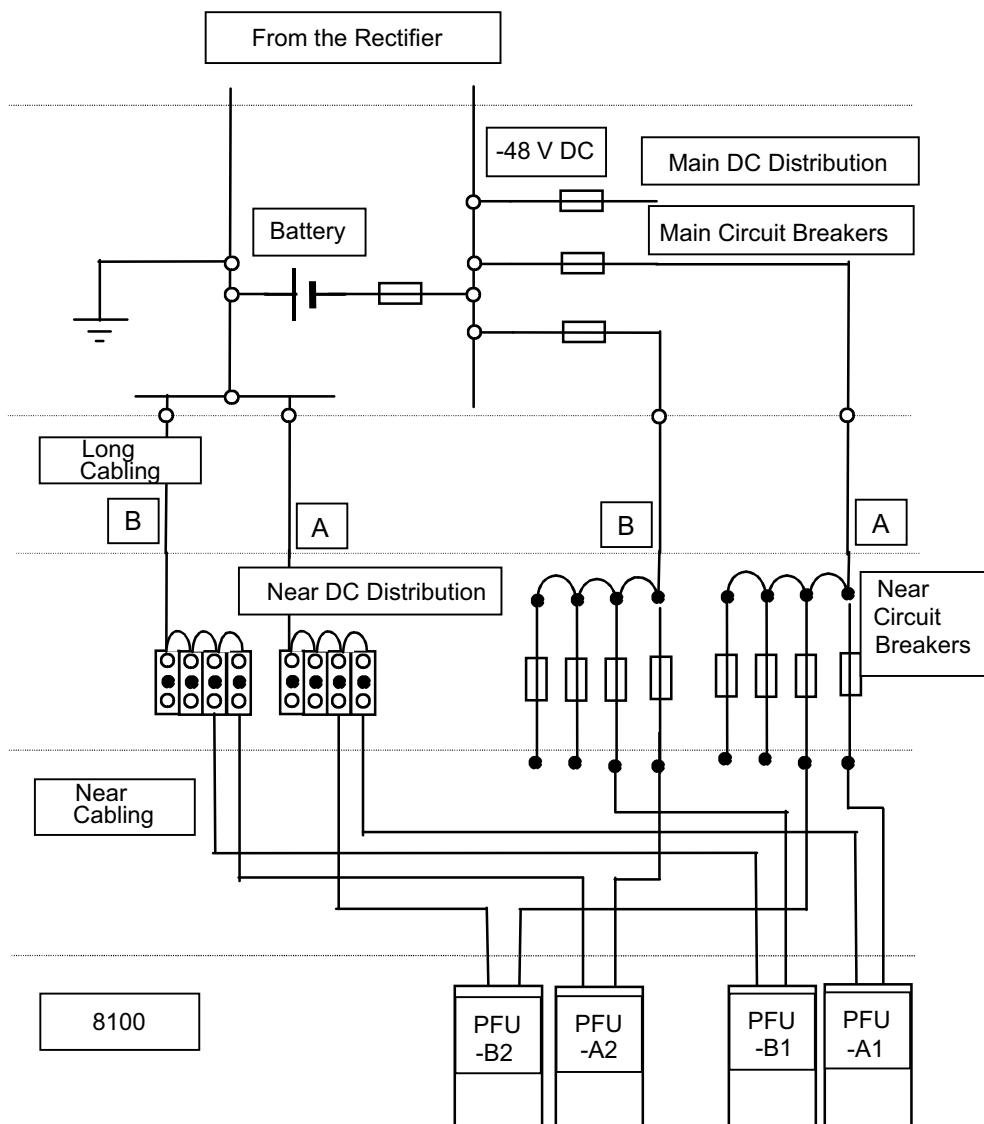 From the Rectifier
-48 V DC
Main DC Distribution
Battery
Main Circuit Breakers
Long
Cabling
B
A
B
A
Near DC Distribution
Near
Circuit
Breakers
Near
Cabling
8100
PFU
-B2
PFU
-A2
PFU
-B1
PFU
-A1